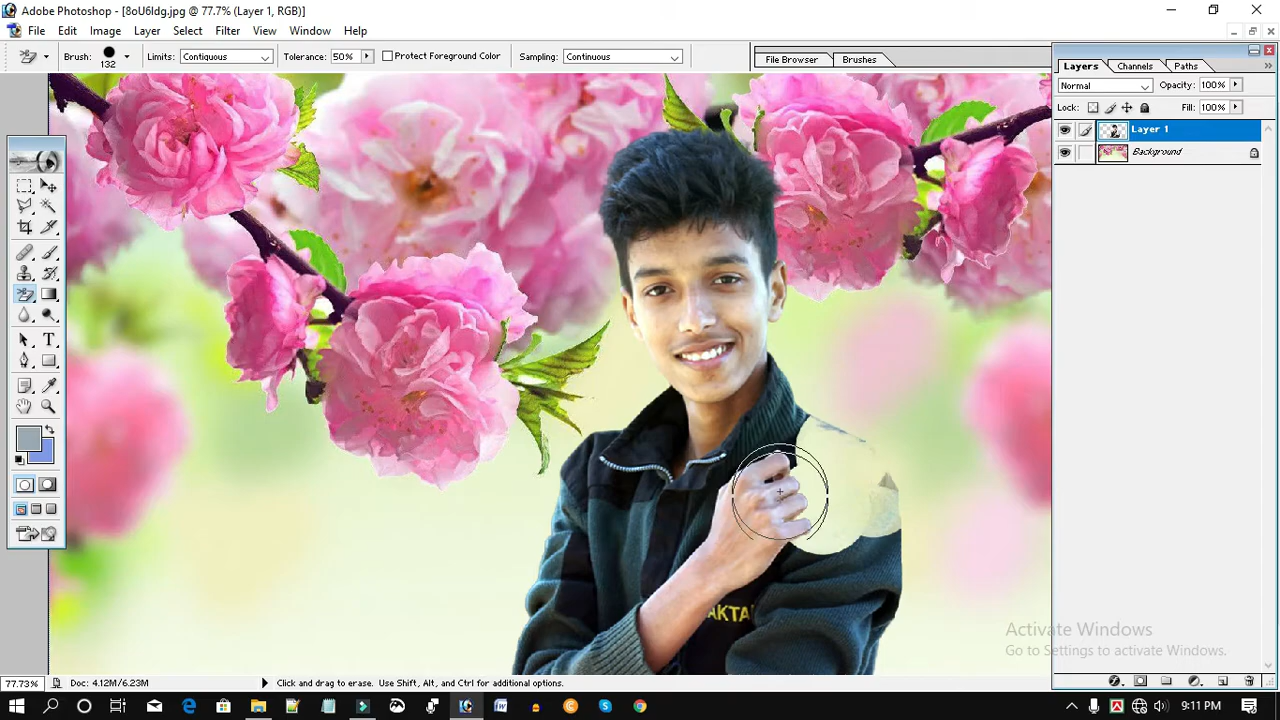 Adobe Photoshop - [8oU6ldg.jpg @ 77.7% (Layer 1, RGB)]
File Edit Image Layer Select Filter View Window Help
Brush: 132 Limits: Contiguous Tolerance: 50% Protect Foreground Color Sampling: Continuous File Browser Brushes
Layers Channels Paths
Normal Opacity: 100%
Lock: Fill: 100%
Layer 1
Background
AKTA
Activate Windows
Go to Settings to activate Windows.
77.73% Doc: 4.12M/6.23M Click and drag to erase. Use Shift, Alt, and Ctrl for additional options.
9:11 PM